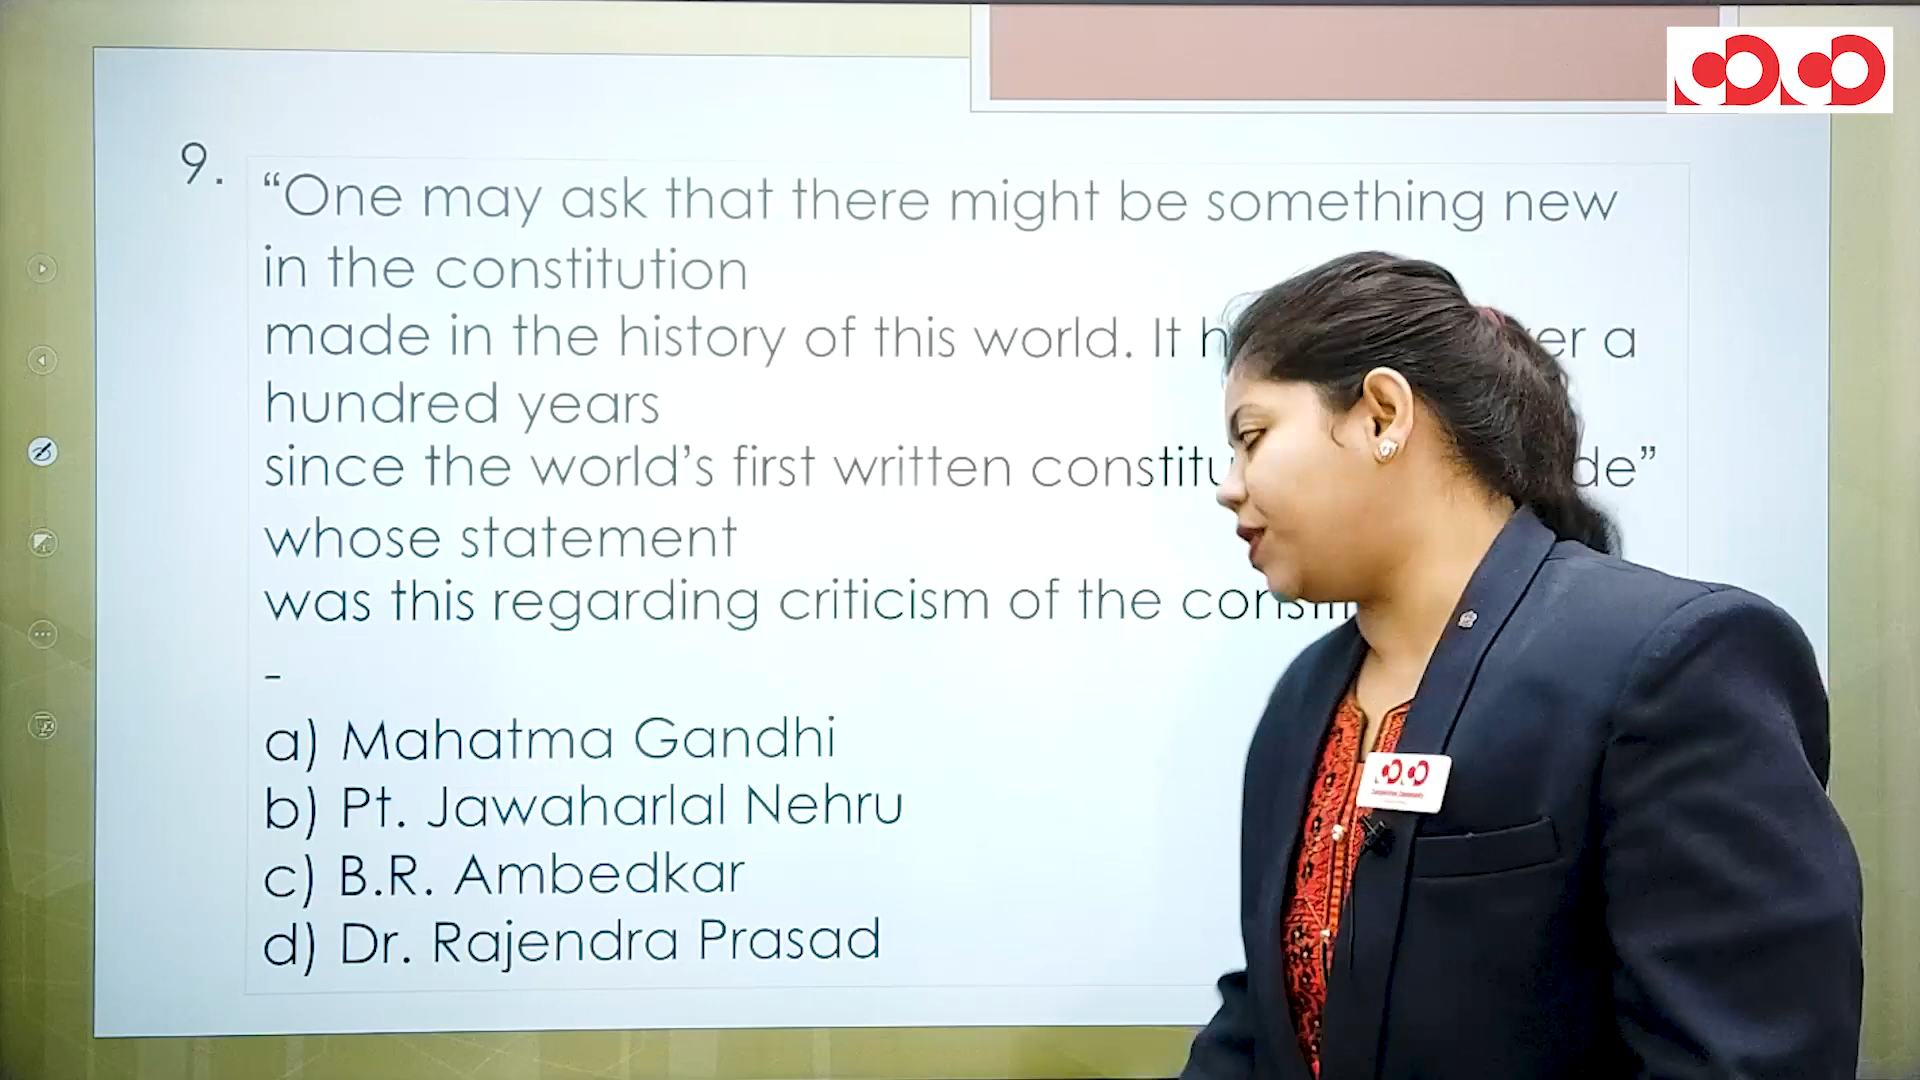 9.
“One may ask that there might be something new
in the constitution
made in the history of this world. It er a
hundred years
since the world’s first written de”
whose statement
was this regarding criticism of the
-
a) Mahatma Gandhi
b) Pt. Jawaharlal Nehru
c) B.R. Ambedkar
d) Dr. Rajendra Prasad